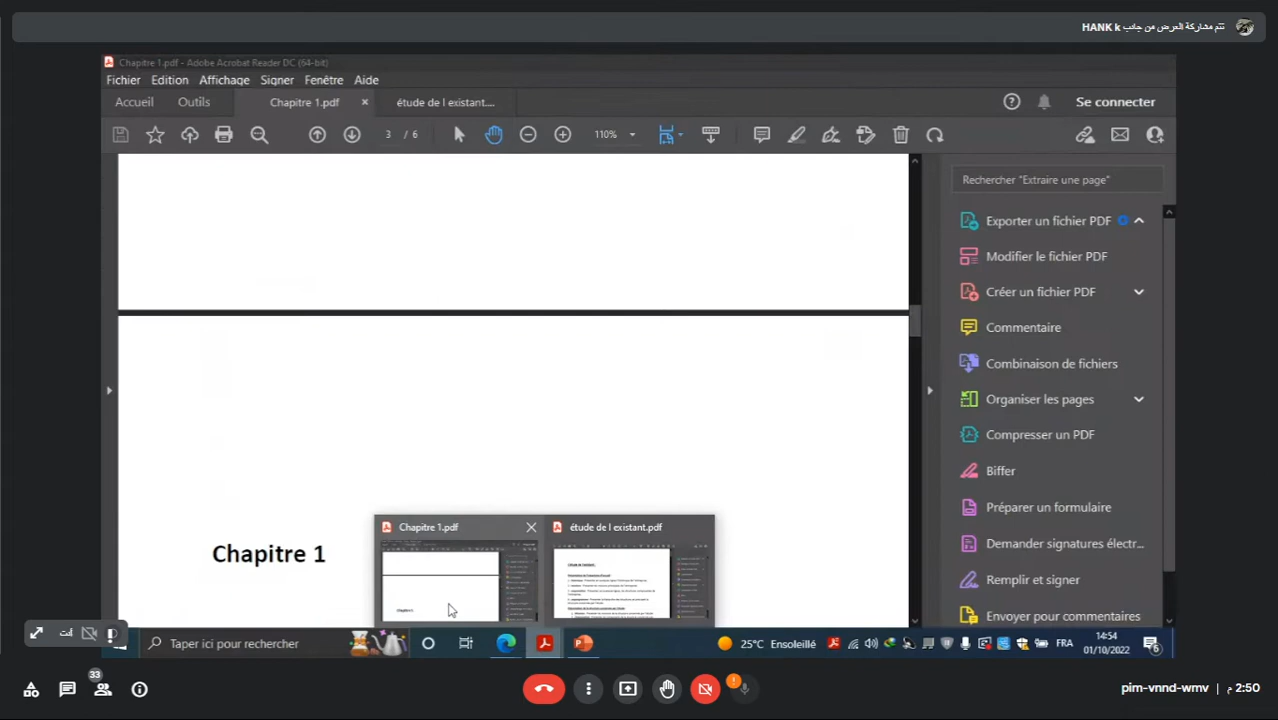 تتم مشاركة العرض من جانب HANK k
Chapitre 1.pdf - Adobe Acrobat Reader DC (64-bit)
Fichier Edition Affichage Signer Fenêtre Aide
Accueil Outils Chapitre 1.pdf × étude de l existant.... Se connecter
3 / 6 110%
Rechercher "Extraire une page"
Exporter un fichier PDF
Modifier le fichier PDF
Créer un fichier PDF
Commentaire
Combinaison de fichiers
Organiser les pages
Compresser un PDF
Biffer
Préparer un formulaire
Demander signatures électr...
Remplir et signer
Envoyer pour commentaires
Chapitre 1
Chapitre 1.pdf étude de l existant.pdf
أنت
Taper ici pour rechercher 25°C Ensoleillé FRA 14:54
01/10/2022 6
33
pim-vnnd-wmv | 2:50 م